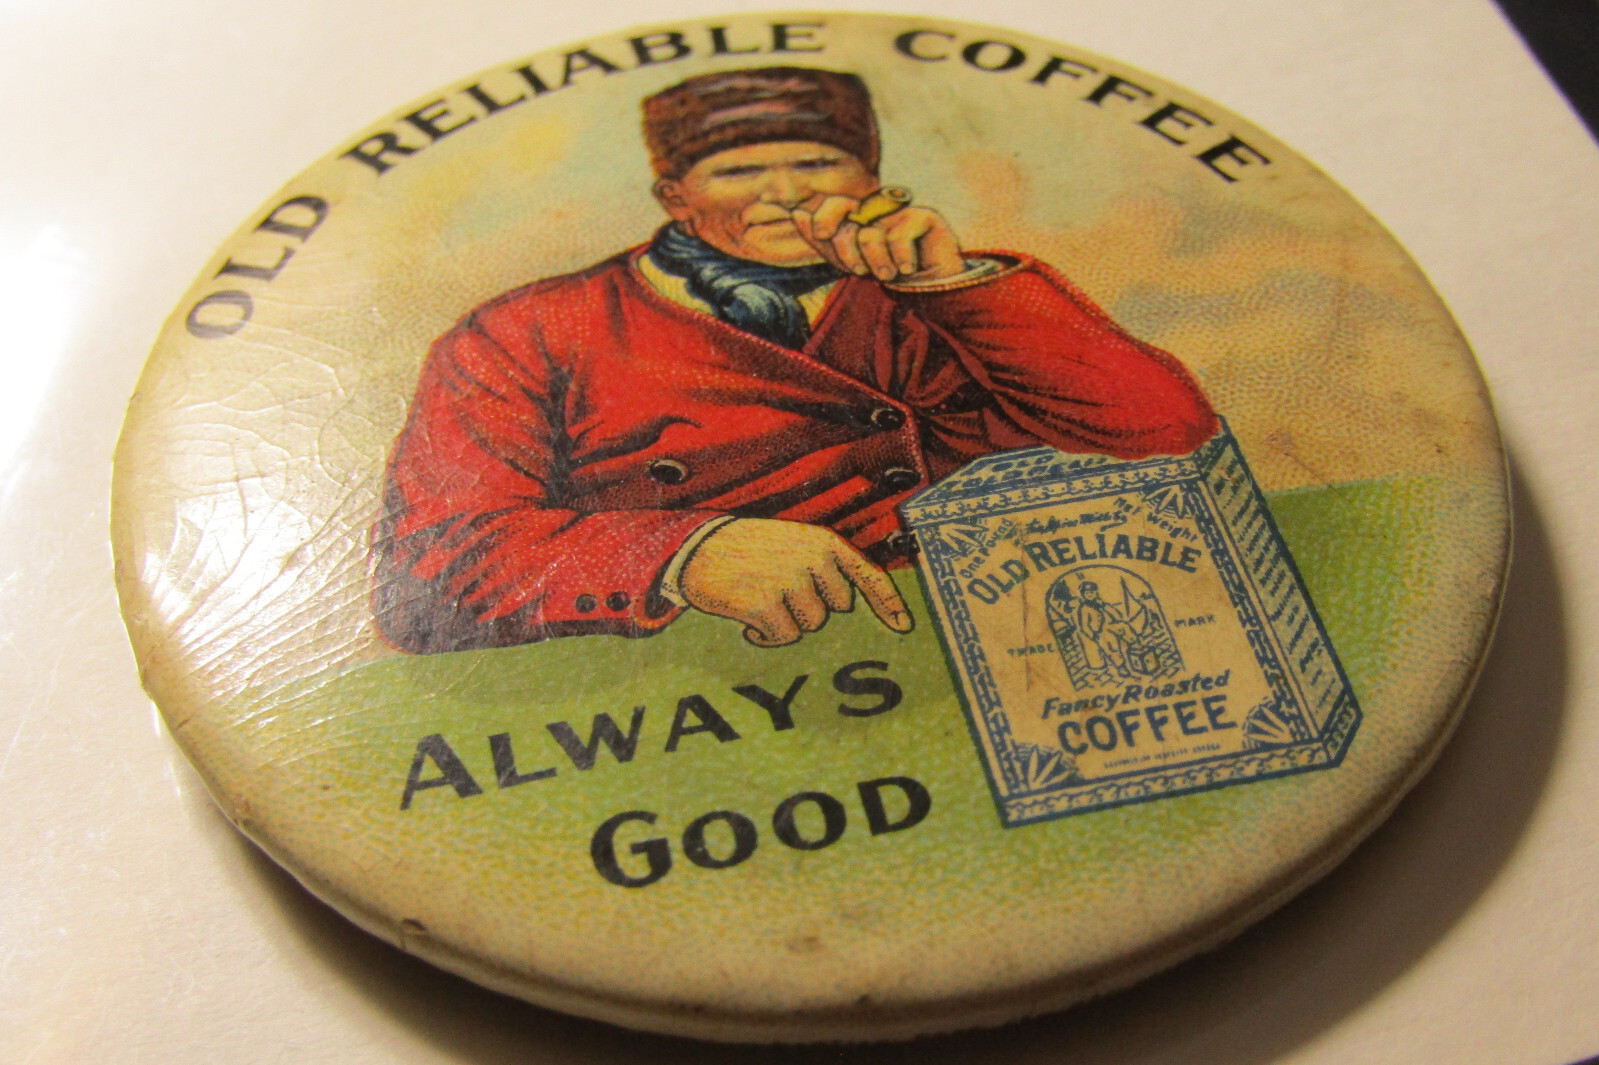 OLD RELIABLE COFFEE
One Pound
Net Weight
OLD RELIABLE
TRADE MARK
Fancy Roasted
COFFEE
ALWAYS
GOOD